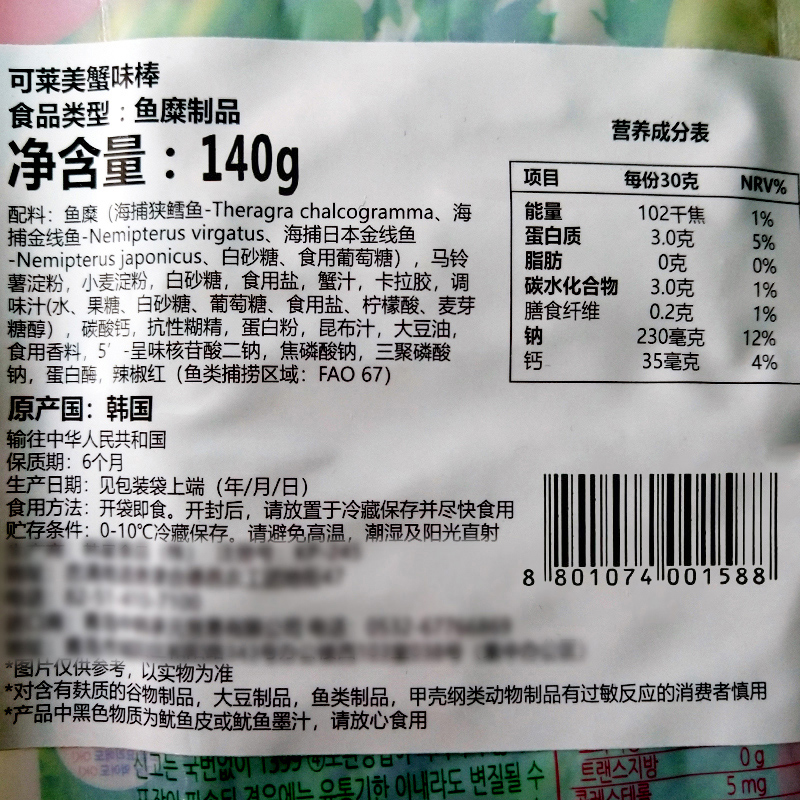 可莱美蟹味棒
食品类型：鱼糜制品
净含量：140g
配料：鱼糜（海捕狭鳕鱼-Theragra chalcogramma、海
捕金线鱼-Nemipterus virgatus、海捕日本金线鱼
-Nemipterus japonicus、白砂糖、食用葡萄糖），马铃
薯淀粉，小麦淀粉，白砂糖，食用盐，蟹汁，卡拉胶，调
味汁(水、果糖、白砂糖、葡萄糖、食用盐、柠檬酸、麦芽
糖醇），碳酸钙，抗性糊精，蛋白粉，昆布汁，大豆油，
食用香料，5’-呈味核苷酸二钠，焦磷酸钠，三聚磷酸
钠，蛋白酶，辣椒红（鱼类捕捞区域：FAO 67）
原产国：韩国
输往中华人民共和国
保质期：6个月
生产日期：见包装袋上端（年/月/日）
食用方法：开袋即食。开封后，请放置于冷藏保存并尽快食用
贮存条件：0-10℃冷藏保存。请避免高温，潮湿及阳光直射
*图片仅供参考，以实物为准
*对含有麸质的谷物制品，大豆制品，鱼类制品，甲壳纲类动物制品有过敏反应的消费者慎用
*产品中黑色物质为鱿鱼皮或鱿鱼墨汁，请放心食用
营养成分表
项目 每份30克 NRV%
能量 102千焦 1%
蛋白质 3.0克 5%
脂肪 0克 0%
碳水化合物 3.0克 1%
膳食纤维 0.2克 1%
钠 230毫克 12%
钙 35毫克 4%
8 801074 001588
신고는 국번없이 1399
트랜스지방 0 g
콜레스테롤 5 mg